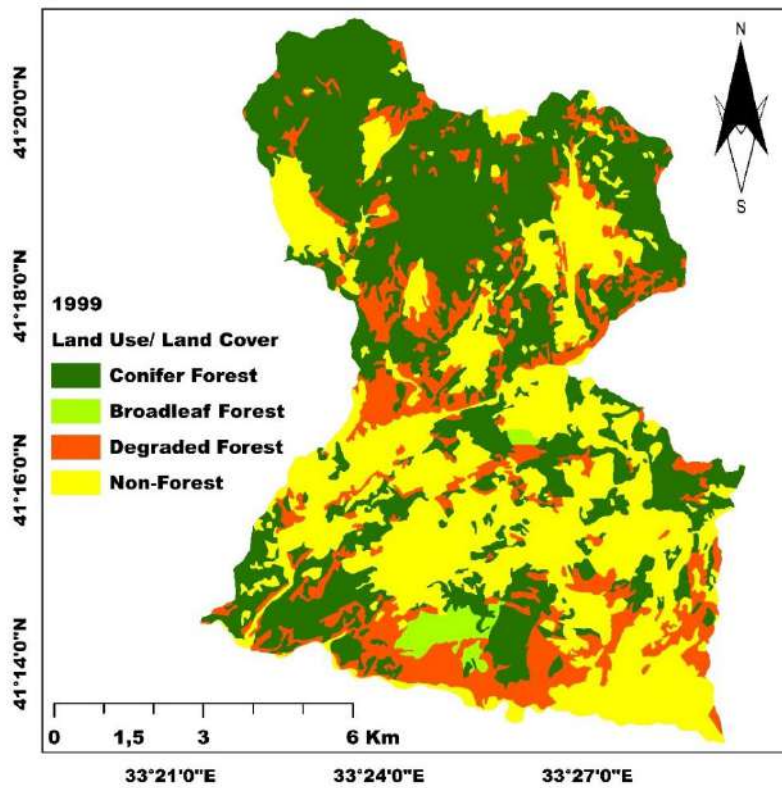 N
S
41°20'0"N
41°18'0"N
41°16'0"N
41°14'0"N
1999
Land Use/ Land Cover
Conifer Forest
Broadleaf Forest
Degraded Forest
Non-Forest
0 1,5 3 6 Km
33°21'0"E 33°24'0"E 33°27'0"E